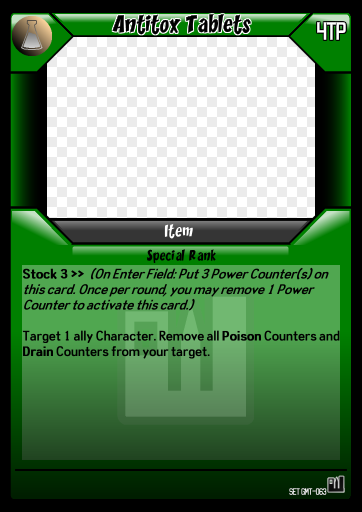 Antitox Tablets
4TP
Item
Special Rank
Stock 3 >> (On Enter Field: Put 3 Power Counter(s) on
this card. Once per round, you may remove 1 Power
Counter to activate this card.)
Target 1 ally Character. Remove all Poison Counters and
Drain Counters from your target.
SET GMT-063